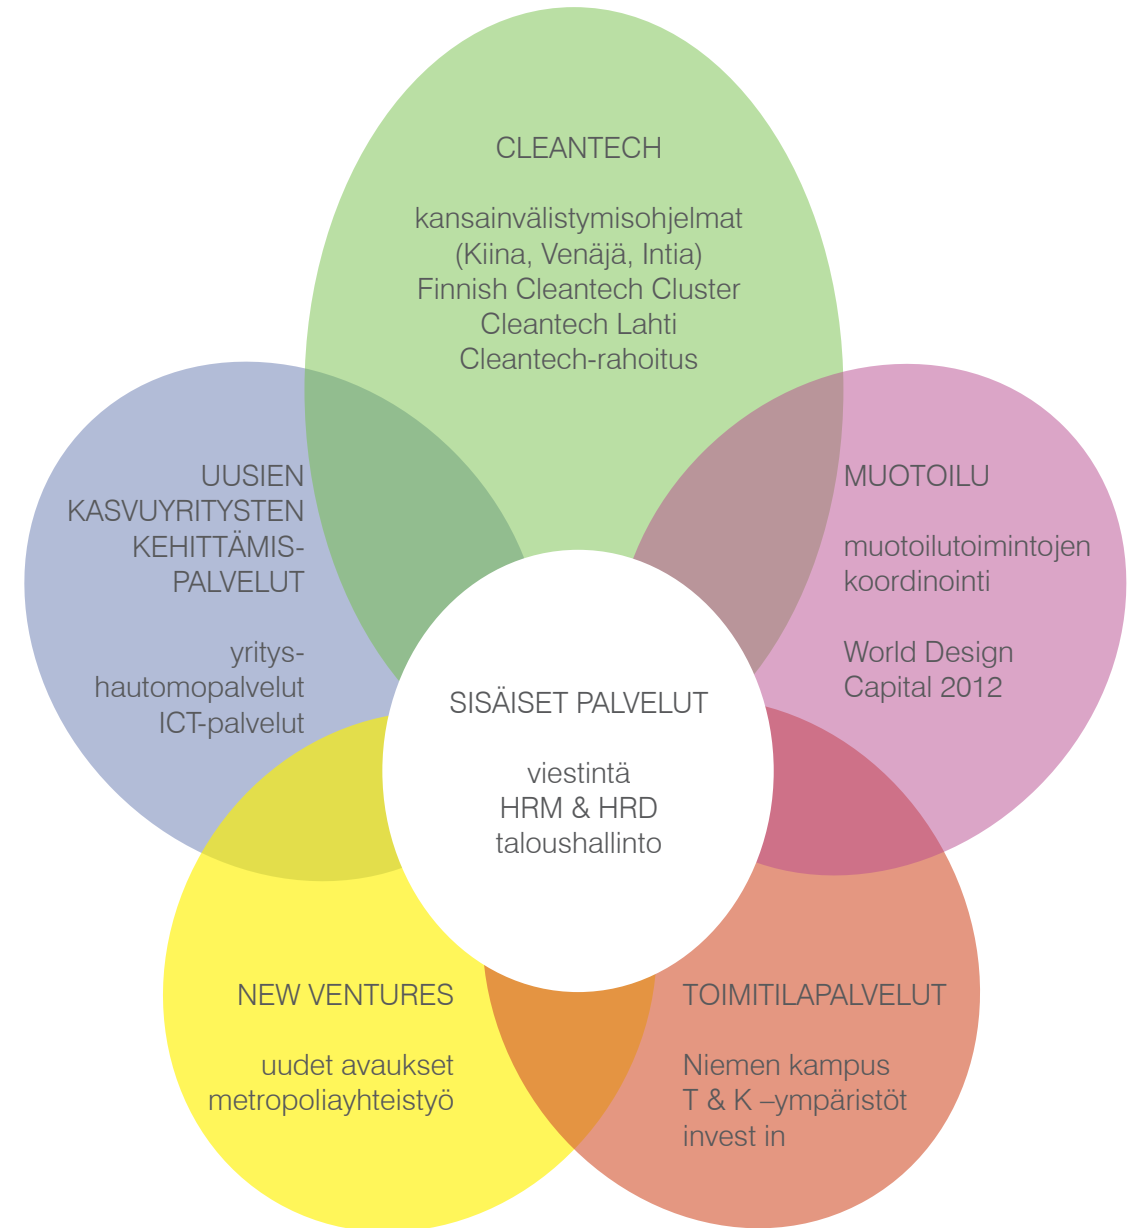 CLEANTECH
kansainvälistymisohjelmat
(Kiina, Venäjä, Intia)
Finnish Cleantech Cluster
Cleantech Lahti
Cleantech-rahoitus
UUSIEN
KASVUYRITYSTEN
KEHITTÄMIS-
PALVELUT
yritys-
hautomopalvelut
ICT-palvelut
MUOTOILU
muotoilutoimintojen
koordinointi
World Design
Capital 2012
SISÄISET PALVELUT
viestintä
HRM & HRD
taloushallinto
NEW VENTURES
uudet avaukset
metropoliayhteistyö
TOIMITILAPALVELUT
Niemen kampus
T & K –ympäristöt
invest in